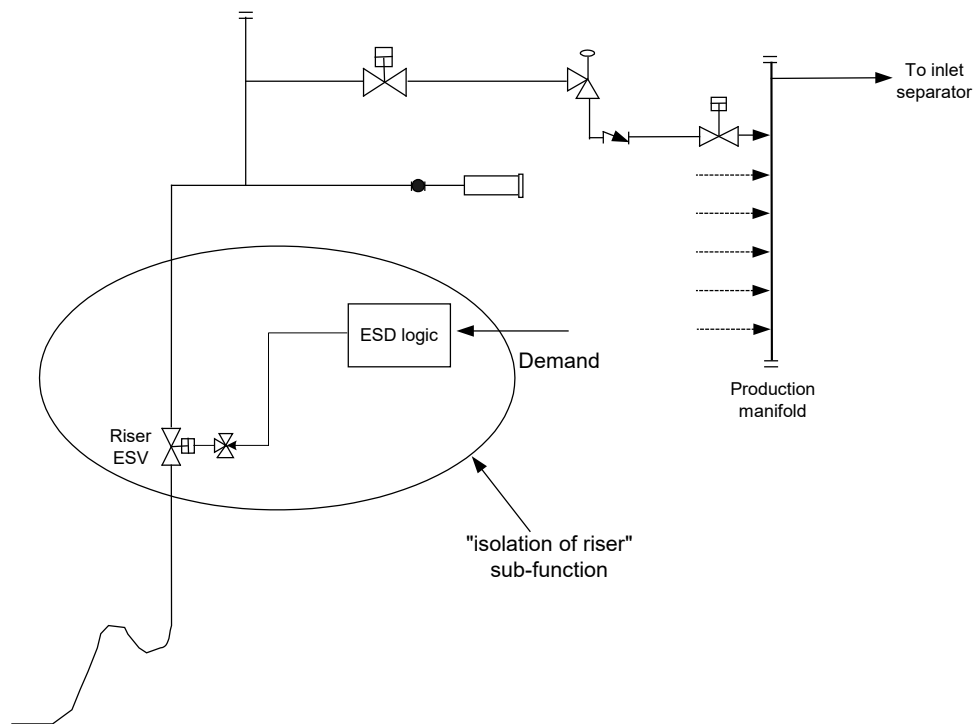 To inlet
separator
ESD logic
Demand
Production
manifold
Riser
ESV
"isolation of riser"
sub-function